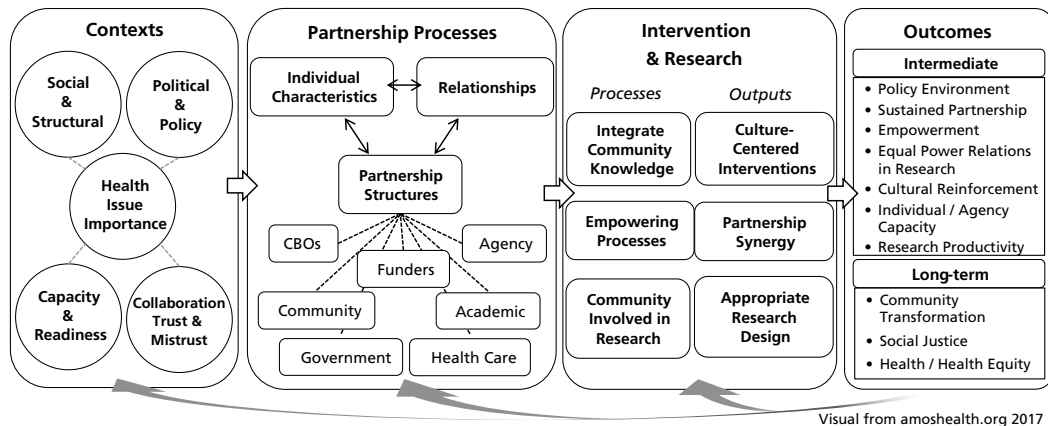 Contexts
Social
&
Structural
Political
&
Policy
Health
Issue
Importance
Capacity
& 
Readiness
Collaboration
Trust &
Mistrust
Partnership Processes
Individual
Characteristics
Relationships
Partnership
Structures
CBOs
Agency
Funders
Community
Academic
Government
Health Care
Intervention
& Research
Processes
Outputs
Integrate
Community
Knowledge
Culture-
Centered
Interventions
Empowering
Processes
Partnership
Synergy
Community
Involved in
Research
Appropriate
Research
Design
Outcomes
Intermediate
• Policy Environment
• Sustained Partnership
• Empowerment
• Equal Power Relations
in Research
• Cultural Reinforcement
• Individual / Agency
Capacity
• Research Productivity
Long-term
• Community
Transformation
• Social Justice
• Health / Health Equity
Visual from amoshealth.org 2017